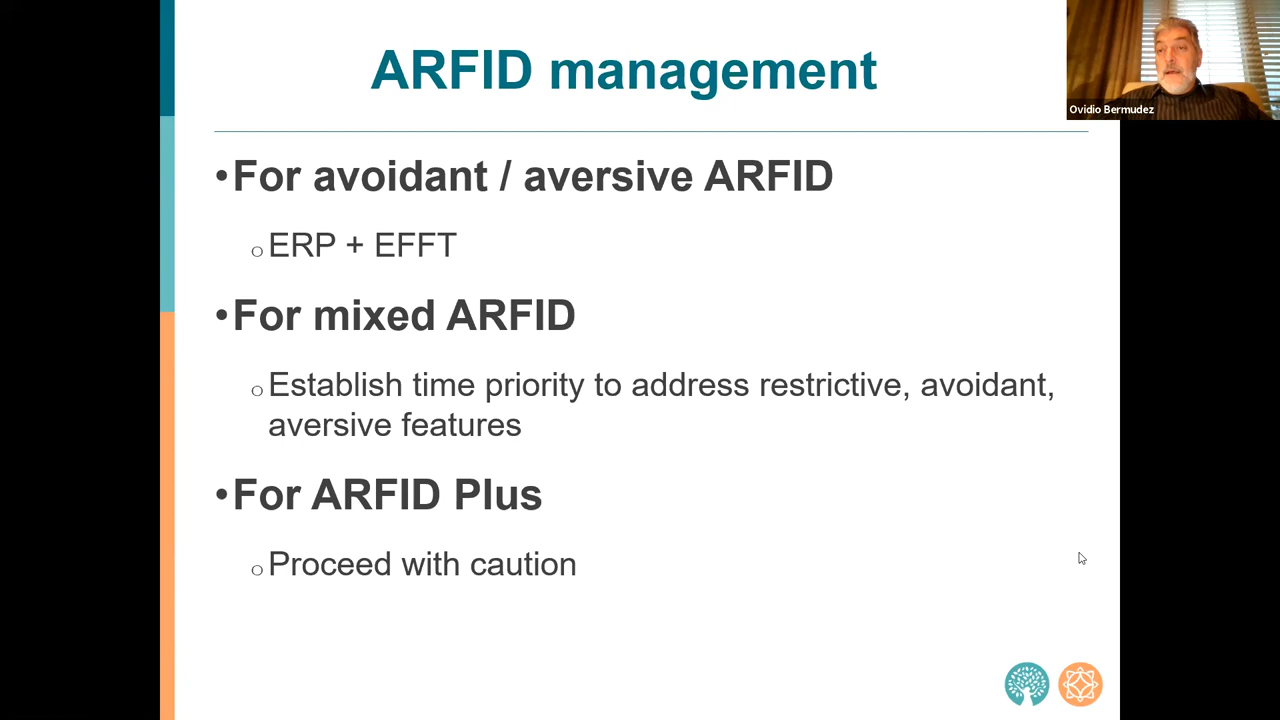 ARFID management
Ovidio Bermudez
•For avoidant / aversive ARFID
o ERP + EFFT
•For mixed ARFID
o Establish time priority to address restrictive, avoidant,
aversive features
•For ARFID Plus
o Proceed with caution